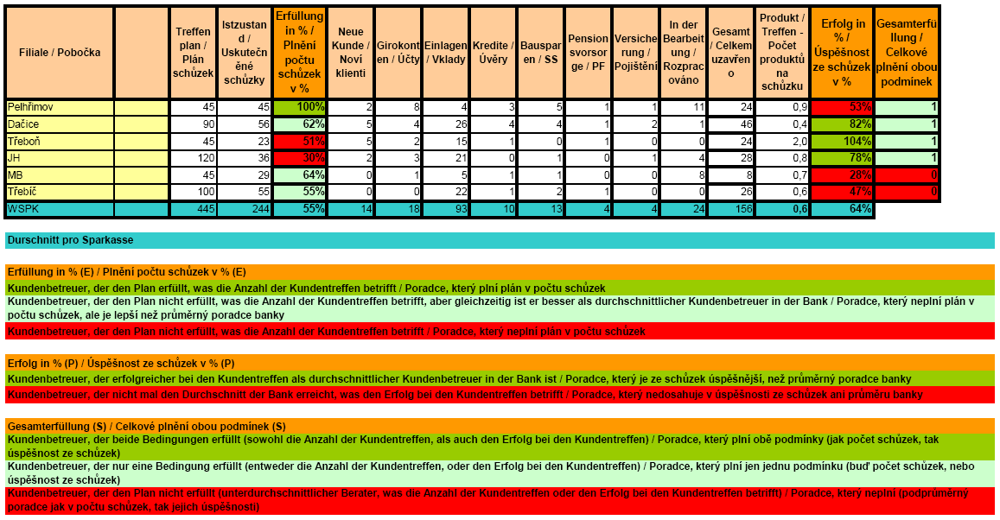 Filiale / Pobočka | Treffen plan / Plán schůzek | Istzustand / Uskutečněné schůzky | Erfüllung in % / Plnění počtu schůzek v % | Neue Kunde / Noví klienti | Girokonten / Účty | Einlagen / Vklady | Kredite / Úvěry | Bausparen / SS | Pensionsvorsorge / PF | Versicherung / Pojištění | In der Bearbeitung / Rozpracováno | Gesamt / Celkem uzavřeno | Produkt / Treffen - Počet produktů na schůzku | Erfolg in % / Úspěšnost ze schůzek v % | Gesamterfüllung / Celkové plnění obou podmínek
Pelhřimov 45 45 100% 2 8 4 3 5 1 1 11 24 0,9 53% 1
Dačice 90 56 62% 5 4 26 4 4 1 2 1 46 0,4 82% 1
Třeboň 45 23 51% 5 2 15 1 0 1 0 0 24 2,0 104% 1
JH 120 36 30% 2 3 21 0 1 0 1 4 28 0,8 78% 1
MB 45 29 64% 0 1 5 1 1 0 0 8 8 0,7 28% 0
Třebíč 100 55 55% 0 0 22 1 2 1 0 0 26 0,6 47% 0
WSPK 445 244 55% 14 18 93 10 13 4 4 24 156 0,6 64%
Durschnitt pro Sparkasse
Erfüllung in % (E) / Plnění počtu schůzek v % (E)
Kundenbetreuer, der den Plan erfüllt, was die Anzahl der Kundentreffen betrifft / Poradce, který plní plán v počtu schůzek
Kundenbetreuer, der den Plan nicht erfüllt, was die Anzahl der Kundentreffen betrifft, aber gleichzeitig ist er besser als durchschnittlicher Kundenbetreuer in der Bank / Poradce, který neplní plán v
počtu schůzek, ale je lepší než průměrný poradce banky
Kundenbetreuer, der den Plan nicht erfullt, was die Anzahl der Kundentreffen betrifft / Poradce, který neplní plán v počtu schůzek
Erfolg in % (P) / Úspěšnost ze schůzek v % (P)
Kundenbetreuer, der erfolgreicher bei den Kundentreffen als durchschnittlicher Kundenbetreuer in der Bank ist / Poradce, který je ze schůzek úspěšnější, než průměrný poradce banky
Kundenbetreuer, der nicht mal den Durchschnitt der Bank erreicht, was den Erfolg bei den Kundentreffen betrifft / Poradce, který nedosahuje v úspěšnosti ze schůzek ani průměru banky
Gesamterfüllung (S) / Celkové plnění obou podmínek (S)
Kundenbetreuer, der beide Bedingungen erfüllt (sowohl die Anzahl der Kundentreffen, als auch den Erfolg bei den Kundentreffen) / Poradce, který plní obě podmínky (jak počet schůzek, tak
úspěšnost ze schůzek)
Kundenbetreuer, der nur eine Bedingung erfüllt (entweder die Anzahl der Kundentreffen, oder den Erfolg bei den Kundentreffen) / Poradce, který plní jen jednu podmínku (buď počet schůzek, nebo
úspěšnost ze schůzek)
Kundenbetreuer, der den Plan nicht erfüllt (unterdurchschnittlicher Berater, was die Anzahl der Kundentreffen oder den Erfolg bei den Kundentreffen betrifft) / Poradce, který neplní (podprůměrný
poradce jak v počtu schůzek, tak jejich úspěšnosti)